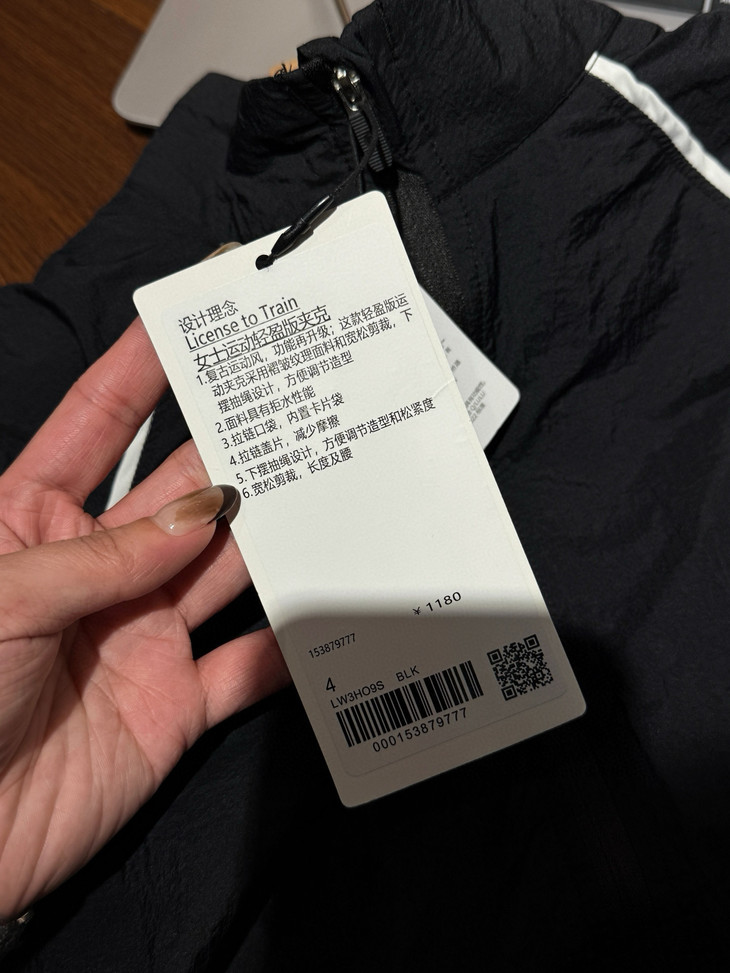 设计理念
License to Train
女士运动轻盈版夹克
1.复古运动风，功能再升级；这款轻盈版运
动夹克采用褶皱纹理面料和宽松剪裁，下
摆抽绳设计，方便调节造型
2.面料具有拒水性能
3.拉链口袋，内置卡片袋
4.拉链盖片，减少摩擦
5.下摆抽绳设计，方便调节造型和松紧度
6.宽松剪裁，长度及腰
¥ 1180
153879777
4
LW3HO9S BLK
000153879777